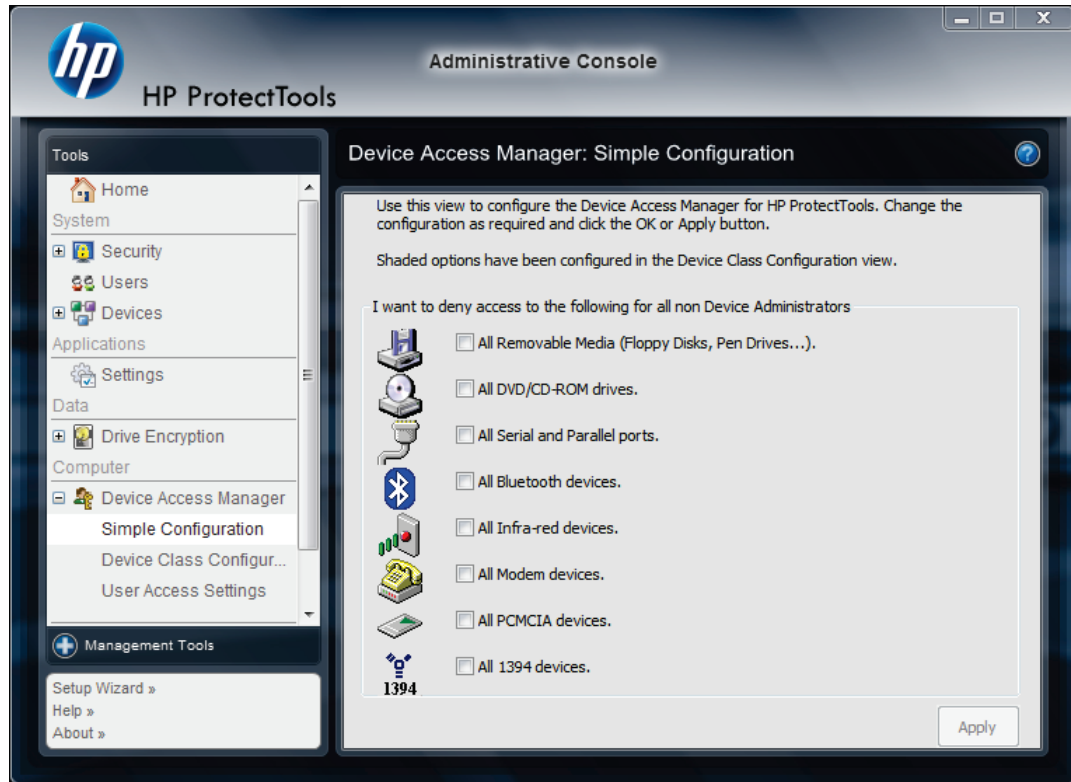 hp
HP ProtectTools
Administrative Console
Tools
Home
System
Security
Users
Devices
Applications
Settings
Data
Drive Encryption
Computer
Device Access Manager
Simple Configuration
Device Class Configur...
User Access Settings
Management Tools
Setup Wizard »
Help »
About »
Device Access Manager: Simple Configuration
?
Use this view to configure the Device Access Manager for HP ProtectTools. Change the
configuration as required and click the OK or Apply button.
Shaded options have been configured in the Device Class Configuration view.
I want to deny access to the following for all non Device Administrators
All Removable Media (Floppy Disks, Pen Drives...).
All DVD/CD-ROM drives.
All Serial and Parallel ports.
All Bluetooth devices.
All Infra-red devices.
All Modem devices.
All PCMCIA devices.
All 1394 devices.
1394
Apply